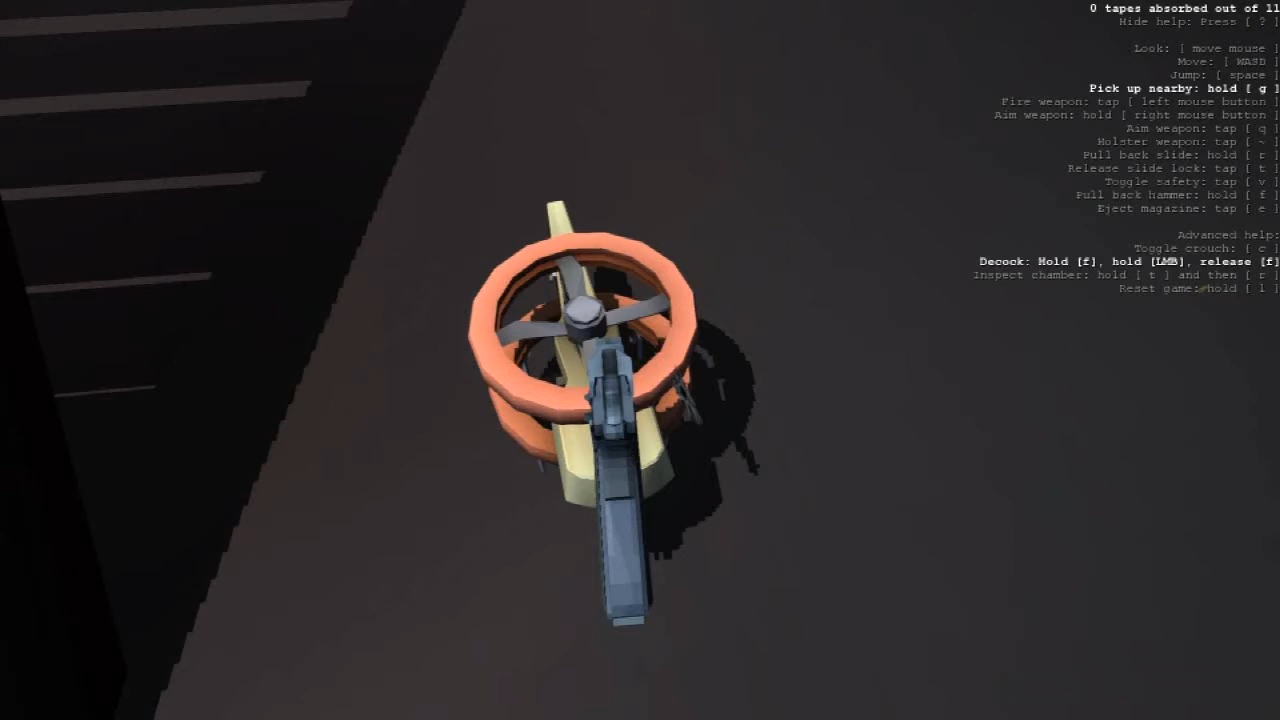 0 tapes absorbed out of 11
Hide help: Press [ ? ]
Look: [ move mouse ]
Move: [ WASD ]
Jump: [ space ]
Pick up nearby: hold [ g ]
Fire weapon: tap [ left mouse button ]
Aim weapon: hold [ right mouse button ]
Aim weapon: tap [ q ]
Holster weapon: tap [ ~ ]
Pull back slide: hold [ r ]
Release slide lock: tap [ t ]
Toggle safety: tap [ v ]
Pull back hammer: hold [ f ]
Eject magazine: tap [ e ]
Advanced help:
Toggle crouch: [ c ]
Decock: Hold [f], hold [LMB], release [f]
Inspect chamber: hold [ t ] and then [ r ]
Reset game: hold [ l ]